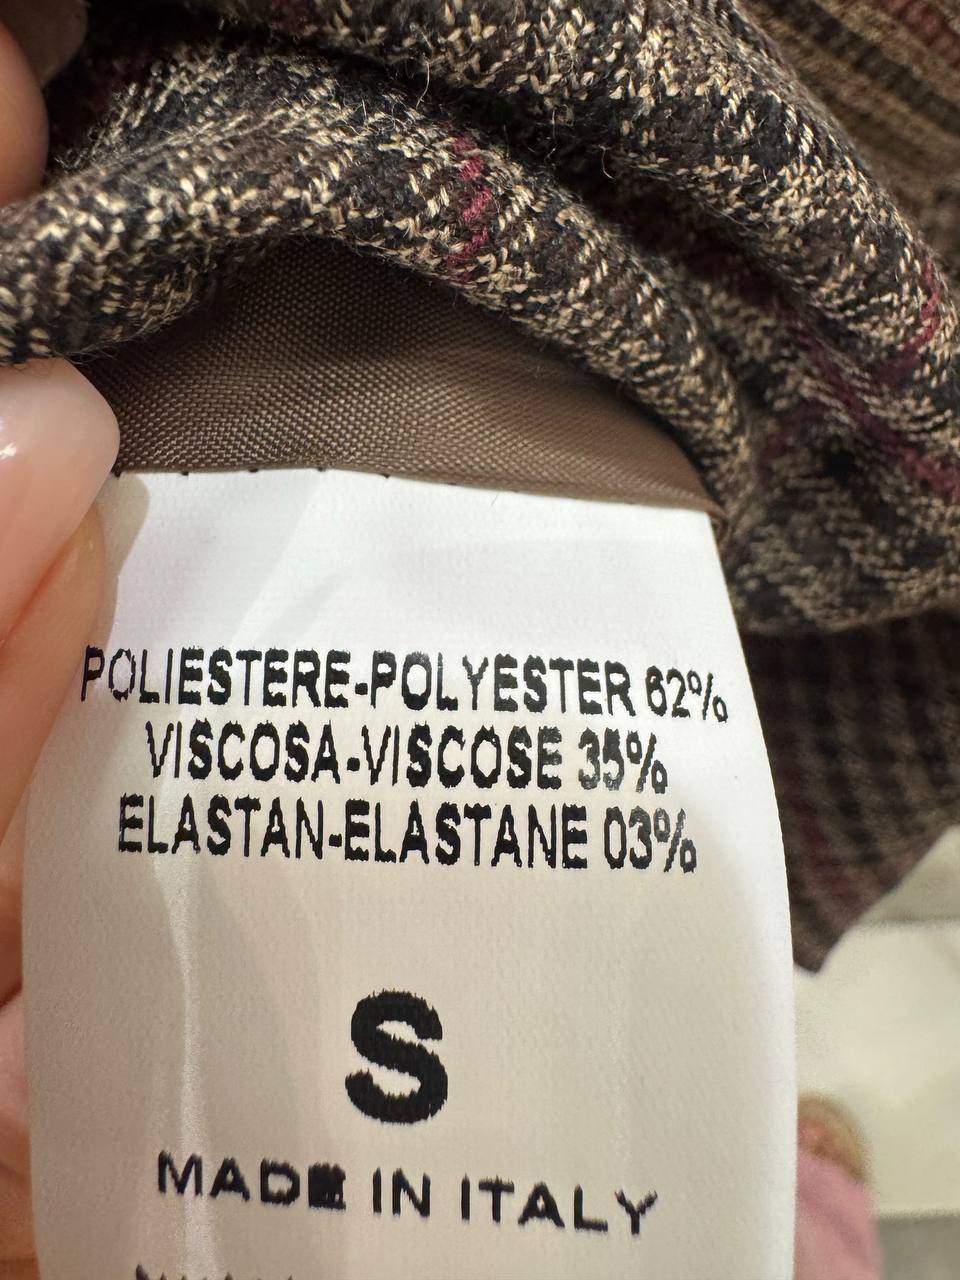 POLIESTERE-POLYESTER 62%
VISCOSA-VISCOSE 35%
ELASTAN-ELASTANE 03%
S
MADE IN ITALY